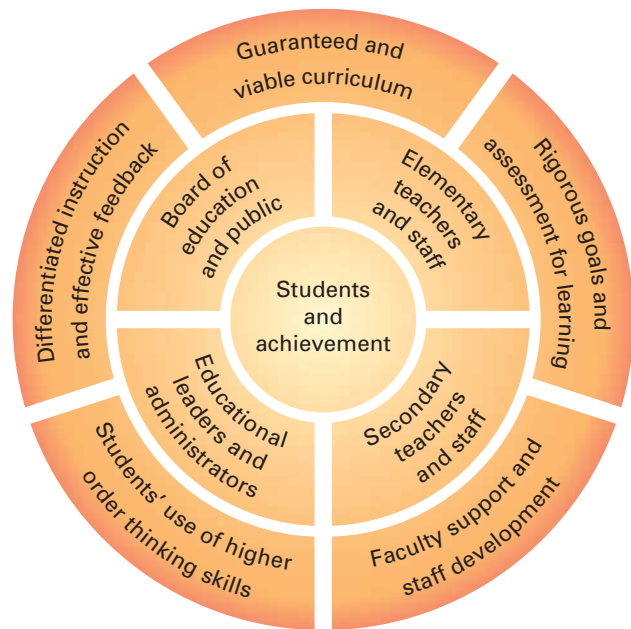 Guaranteed and
viable curriculum
Rigorous goals and
assessment for learning
Faculty support and
staff development
Students' use of higher
order thinking skills
Differentiated instruction
and effective feedback
Board of
education
and public
Elementary
teachers
and staff
Secondary
teachers
and staff
Educational
leaders and
administrators
Students
and
achievement